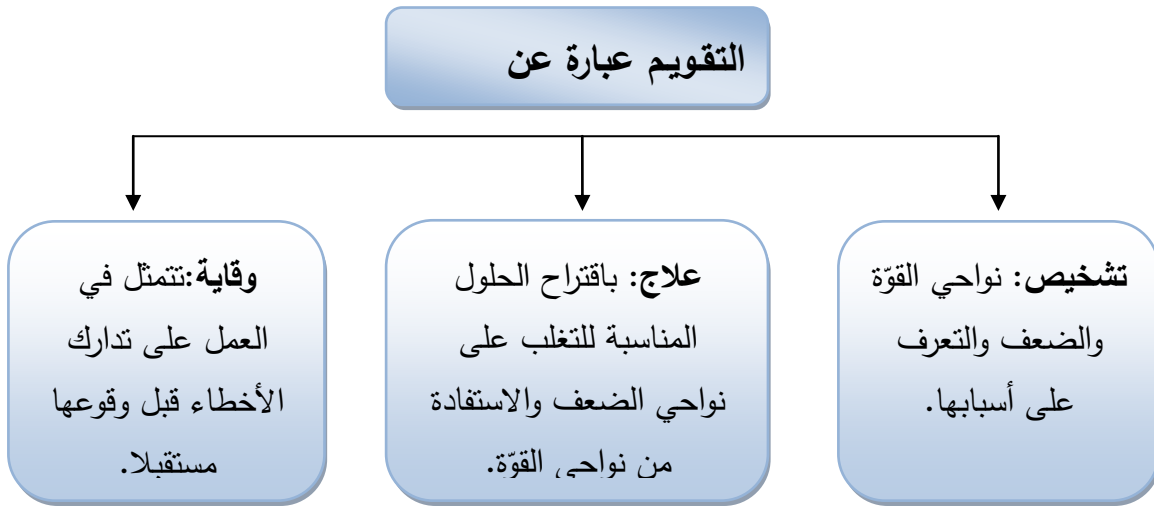 التقويم عبارة عن
تشخيص: نواحي القوّة
والضعف والتعرف
على أسبابها.
علاج: باقتراح الحلول
المناسبة للتغلب على
نواحي الضعف والاستفادة
من نواحي القوّة.
وقاية:تتمثل في
العمل على تدارك
الأخطاء قبل وقوعها
مستقبلا.